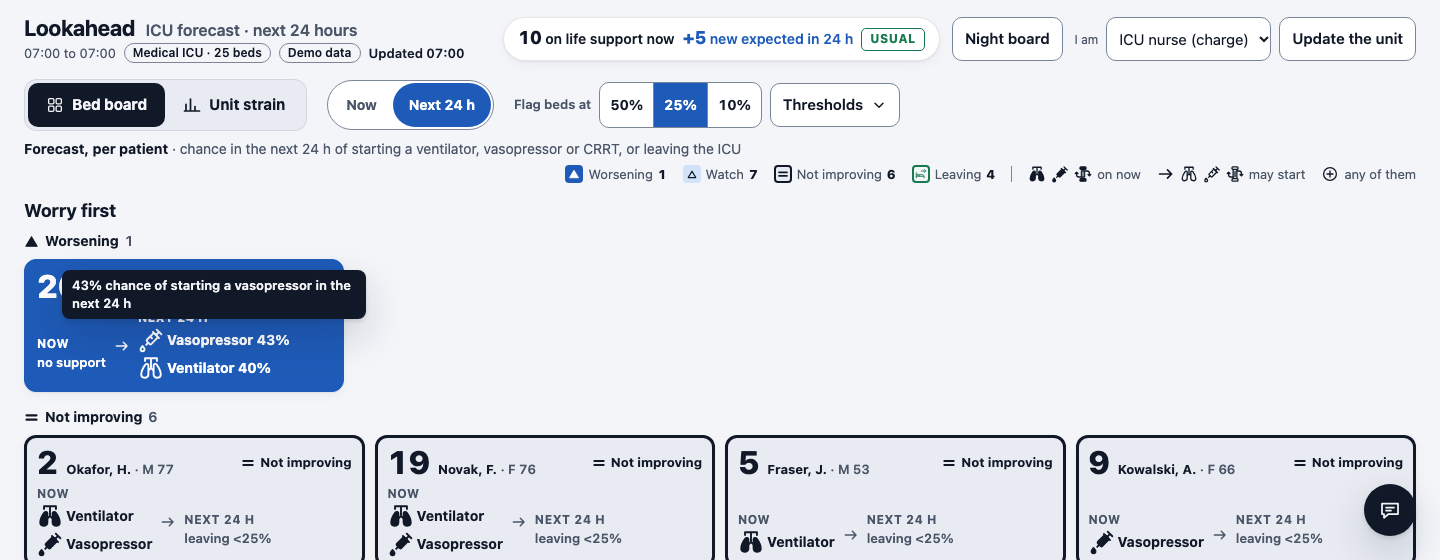 Lookahead ICU forecast · next 24 hours
07:00 to 07:00 Medical ICU · 25 beds Demo data Updated 07:00
10 on life support now +5 new expected in 24 h USUAL
Night board
I am ICU nurse (charge)
Update the unit
Bed board Unit strain
Now Next 24 h
Flag beds at 50% 25% 10%
Thresholds
Forecast, per patient · chance in the next 24 h of starting a ventilator, vasopressor or CRRT, or leaving the ICU
Worsening 1 Watch 7 Not improving 6 Leaving 4 on now may start any of them
Worry first
Worsening 1
43% chance of starting a vasopressor in the
next 24 h
NOW
no support
Vasopressor 43%
Ventilator 40%
Not improving 6
2 Okafor, H. · M 77 Not improving
NOW
Ventilator
Vasopressor
NEXT 24 H
leaving <25%
19 Novak, F. · F 76 Not improving
NOW
Ventilator
Vasopressor
NEXT 24 H
leaving <25%
5 Fraser, J. · M 53 Not improving
NOW
Ventilator
NEXT 24 H
leaving <25%
9 Kowalski, A. · F 66 Not improving
NOW
Vasopressor
NEXT 24 H
leaving <25%